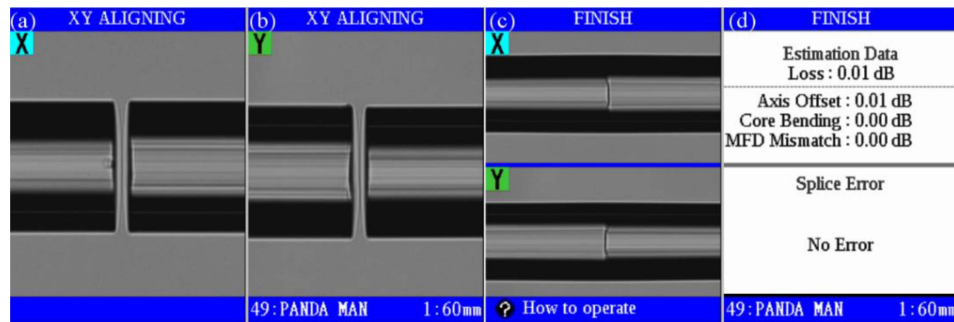 (a) XY ALIGNING
X
(b) XY ALIGNING
Y
49:PANDA MAN 1:60mm
(c) FINISH
X
Y
? How to operate
(d) FINISH
Estimation Data
Loss : 0.01 dB
Axis Offset : 0.01 dB
Core Bending : 0.00 dB
MFD Mismatch : 0.00 dB
Splice Error
No Error
49:PANDA MAN 1:60mm